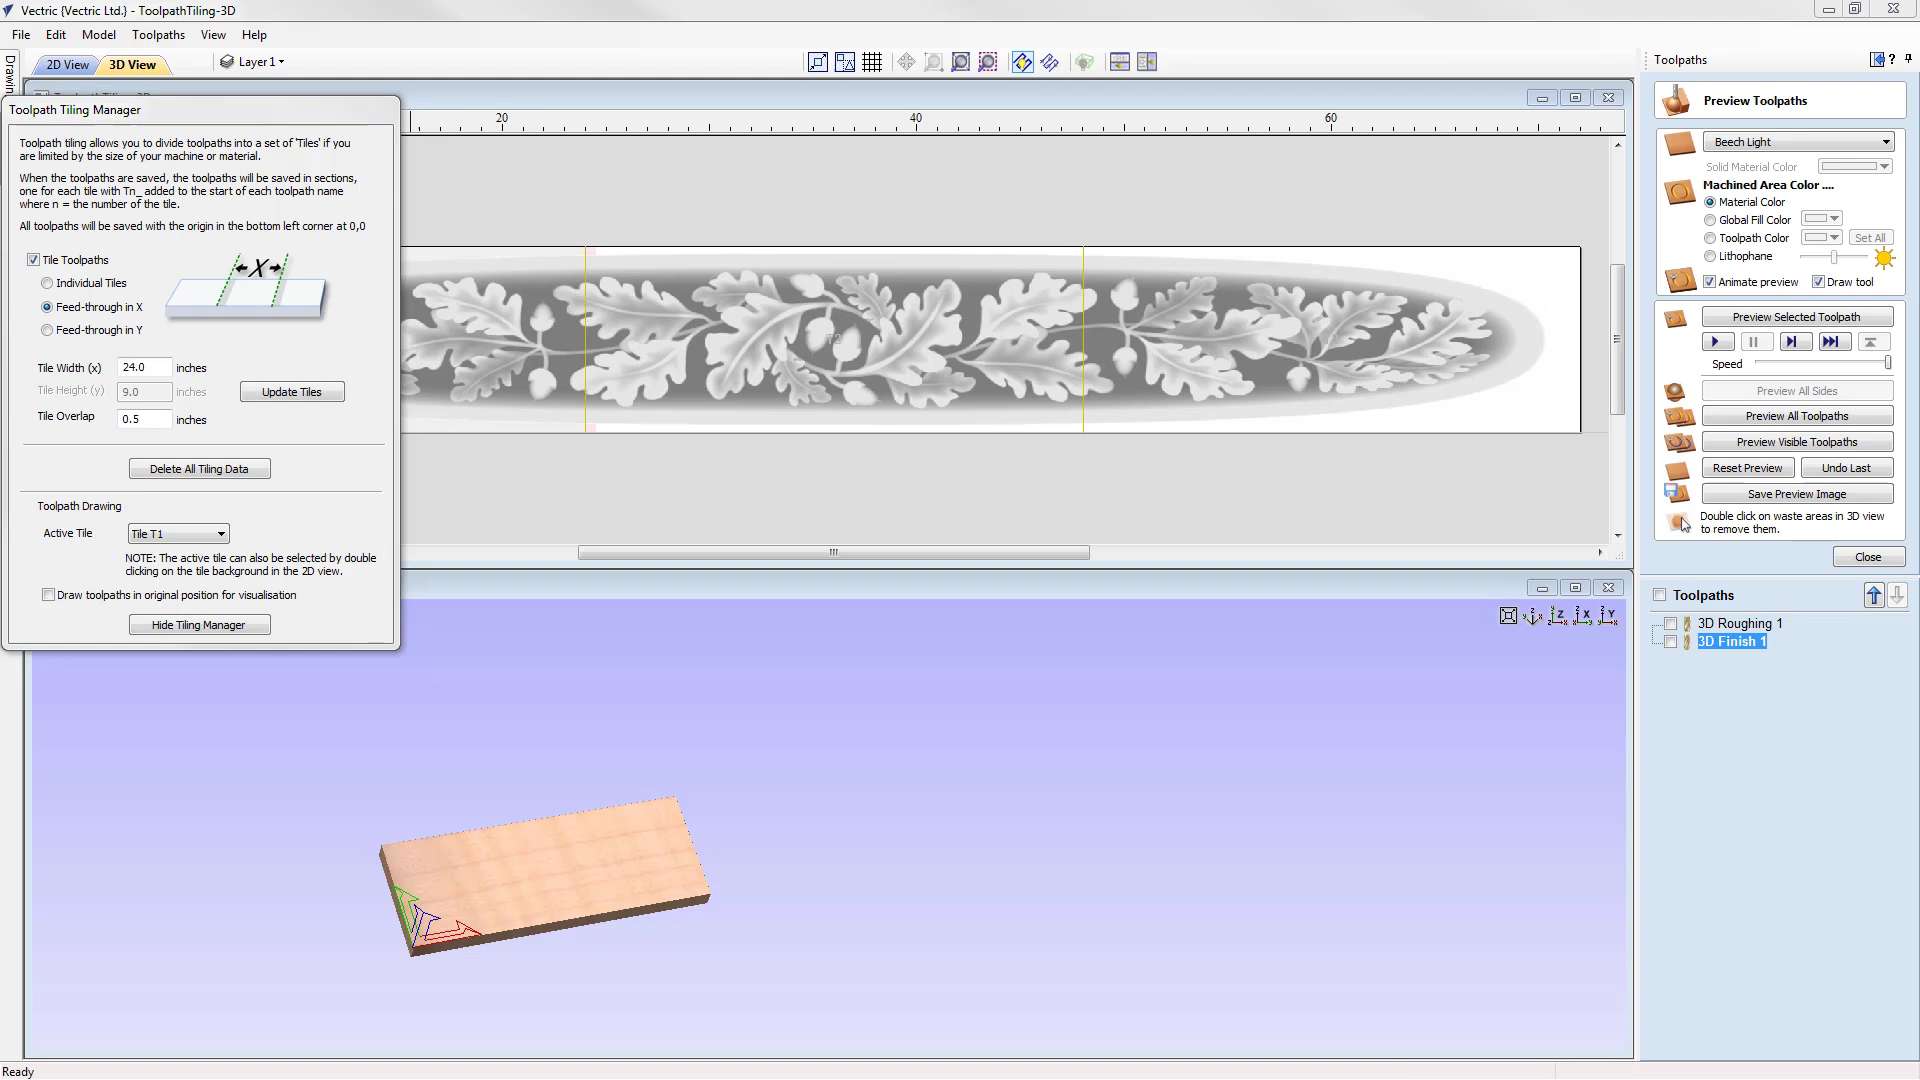 Vectric {Vectric Ltd.} - ToolpathTiling-3D
File Edit Model Toolpaths View Help
2D View 3D View Layer 1
Toolpaths
Toolpath Tiling Manager
Toolpath tiling allows you to divide toolpaths into a set of 'Tiles' if you
are limited by the size of your machine or material.
When the toolpaths are saved, the toolpaths will be saved in sections,
one for each tile with Tn_ added to the start of each toolpath name
where n = the number of the tile.
All toolpaths will be saved with the origin in the bottom left corner at 0,0
Tile Toolpaths
Individual Tiles
Feed-through in X
Feed-through in Y
X
Tile Width (x) 24.0 inches
Tile Height (y) 9.0 inches
Update Tiles
Tile Overlap 0.5 inches
Delete All Tiling Data
Toolpath Drawing
Active Tile Tile T1
NOTE: The active tile can also be selected by double
clicking on the tile background in the 2D view.
Draw toolpaths in original position for visualisation
Hide Tiling Manager
20 40 60
T2
Preview Toolpaths
Beech Light
Solid Material Color
Machined Area Color ....
Material Color
Global Fill Color
Toolpath Color Set All
Lithophane
Animate preview Draw tool
Preview Selected Toolpath
Speed
Preview All Sides
Preview All Toolpaths
Preview Visible Toolpaths
Reset Preview Undo Last
Save Preview Image
Double click on waste areas in 3D view
to remove them.
Close
Toolpaths
3D Roughing 1
3D Finish 1
Ready